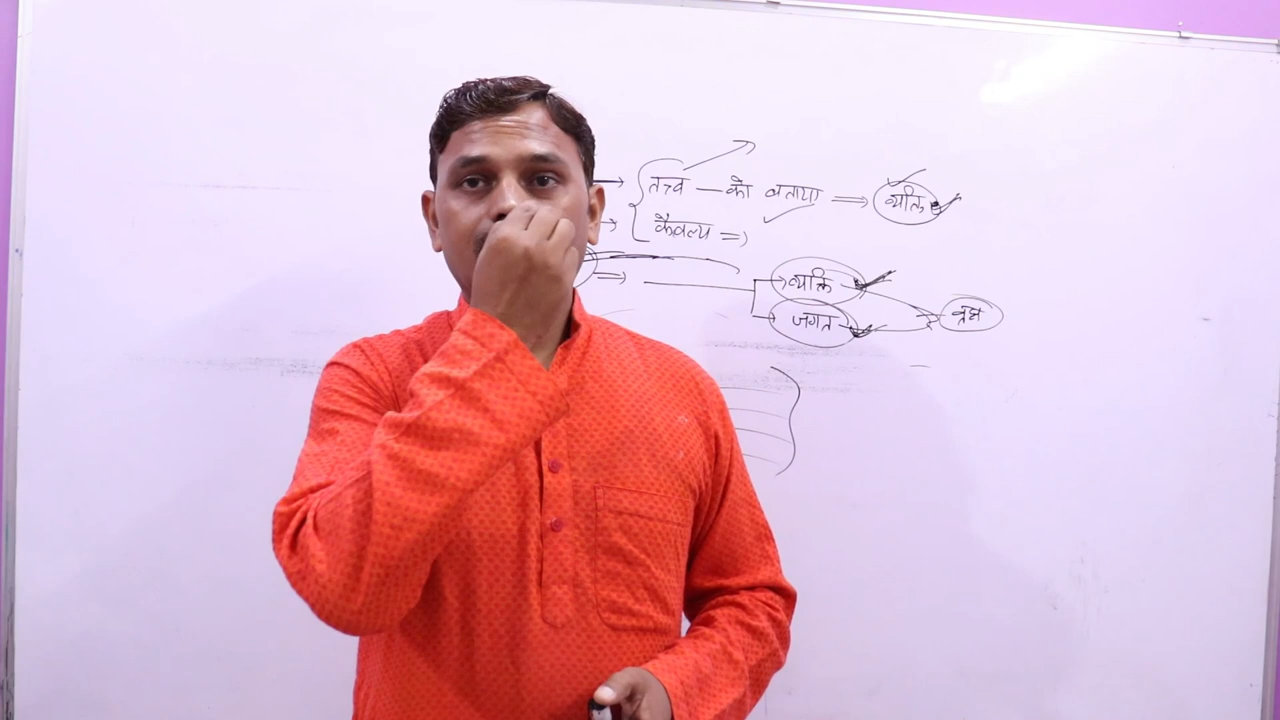 तत्त्व — को बताया ⇒ व्यक्ति
कैवल्य ⇒
व्यक्ति
जगत
ब्रह्म